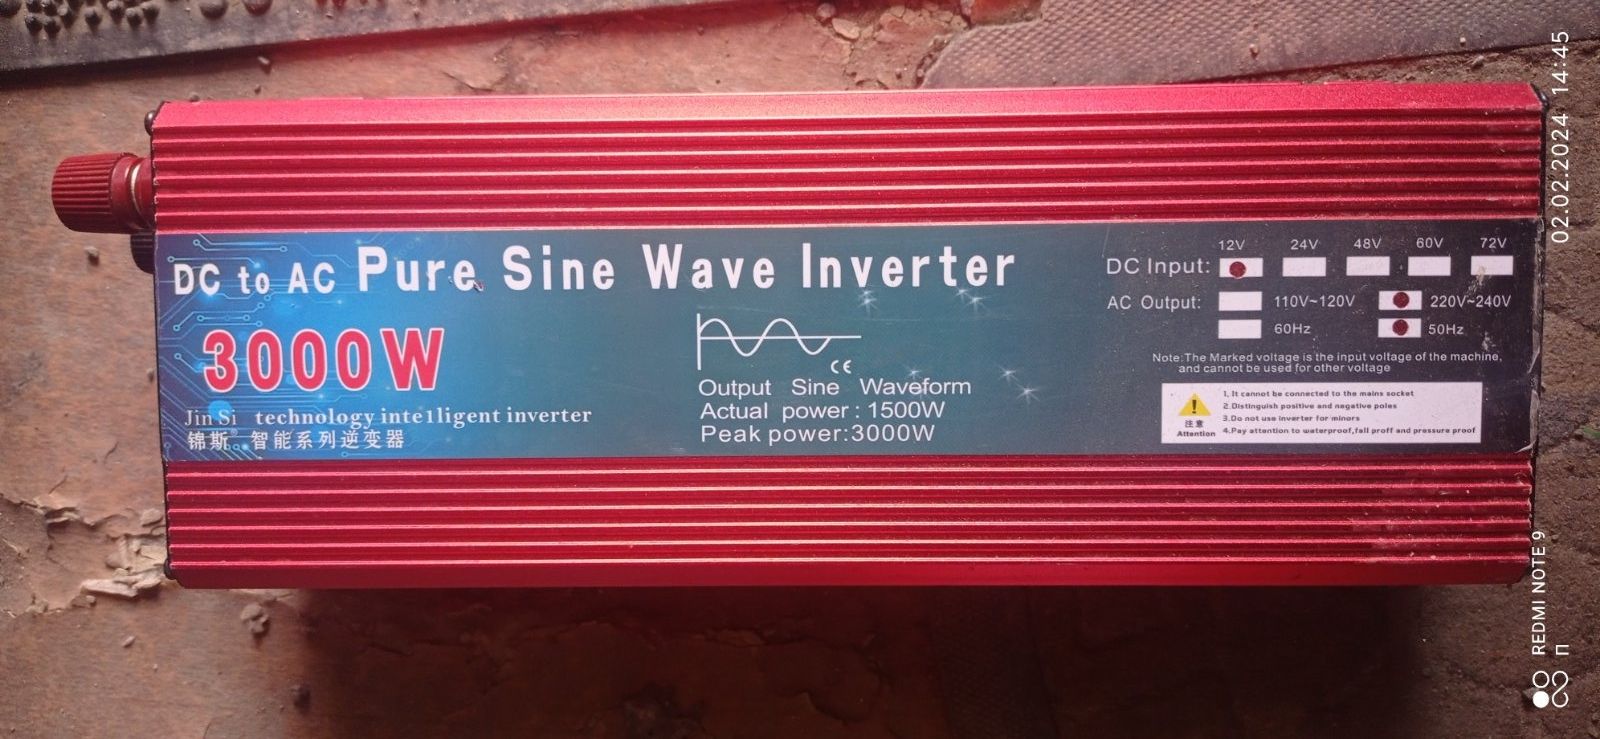 DC to AC Pure Sine Wave Inverter
3000W
Jin Si technology inte1ligent inverter
锦斯® 智能系列逆变器
CE
Output Sine Waveform
Actual power: 1500W
Peak power:3000W
12V 24V 48V 60V 72V
DC Input:
AC Output: 110V~120V 220V~240V
60Hz 50Hz
Note:The Marked voltage is the input voltage of the machine,
and cannot be used for other voltage
注意
Attention
1. It cannot be connected to the mains socket
2.Distinguish positive and negative poles
3.Do not use inverter for minors
4.Pay attention to waterproof,fall proff and pressure proof
02.02.2024 14:45
REDMI NOTE 9
П